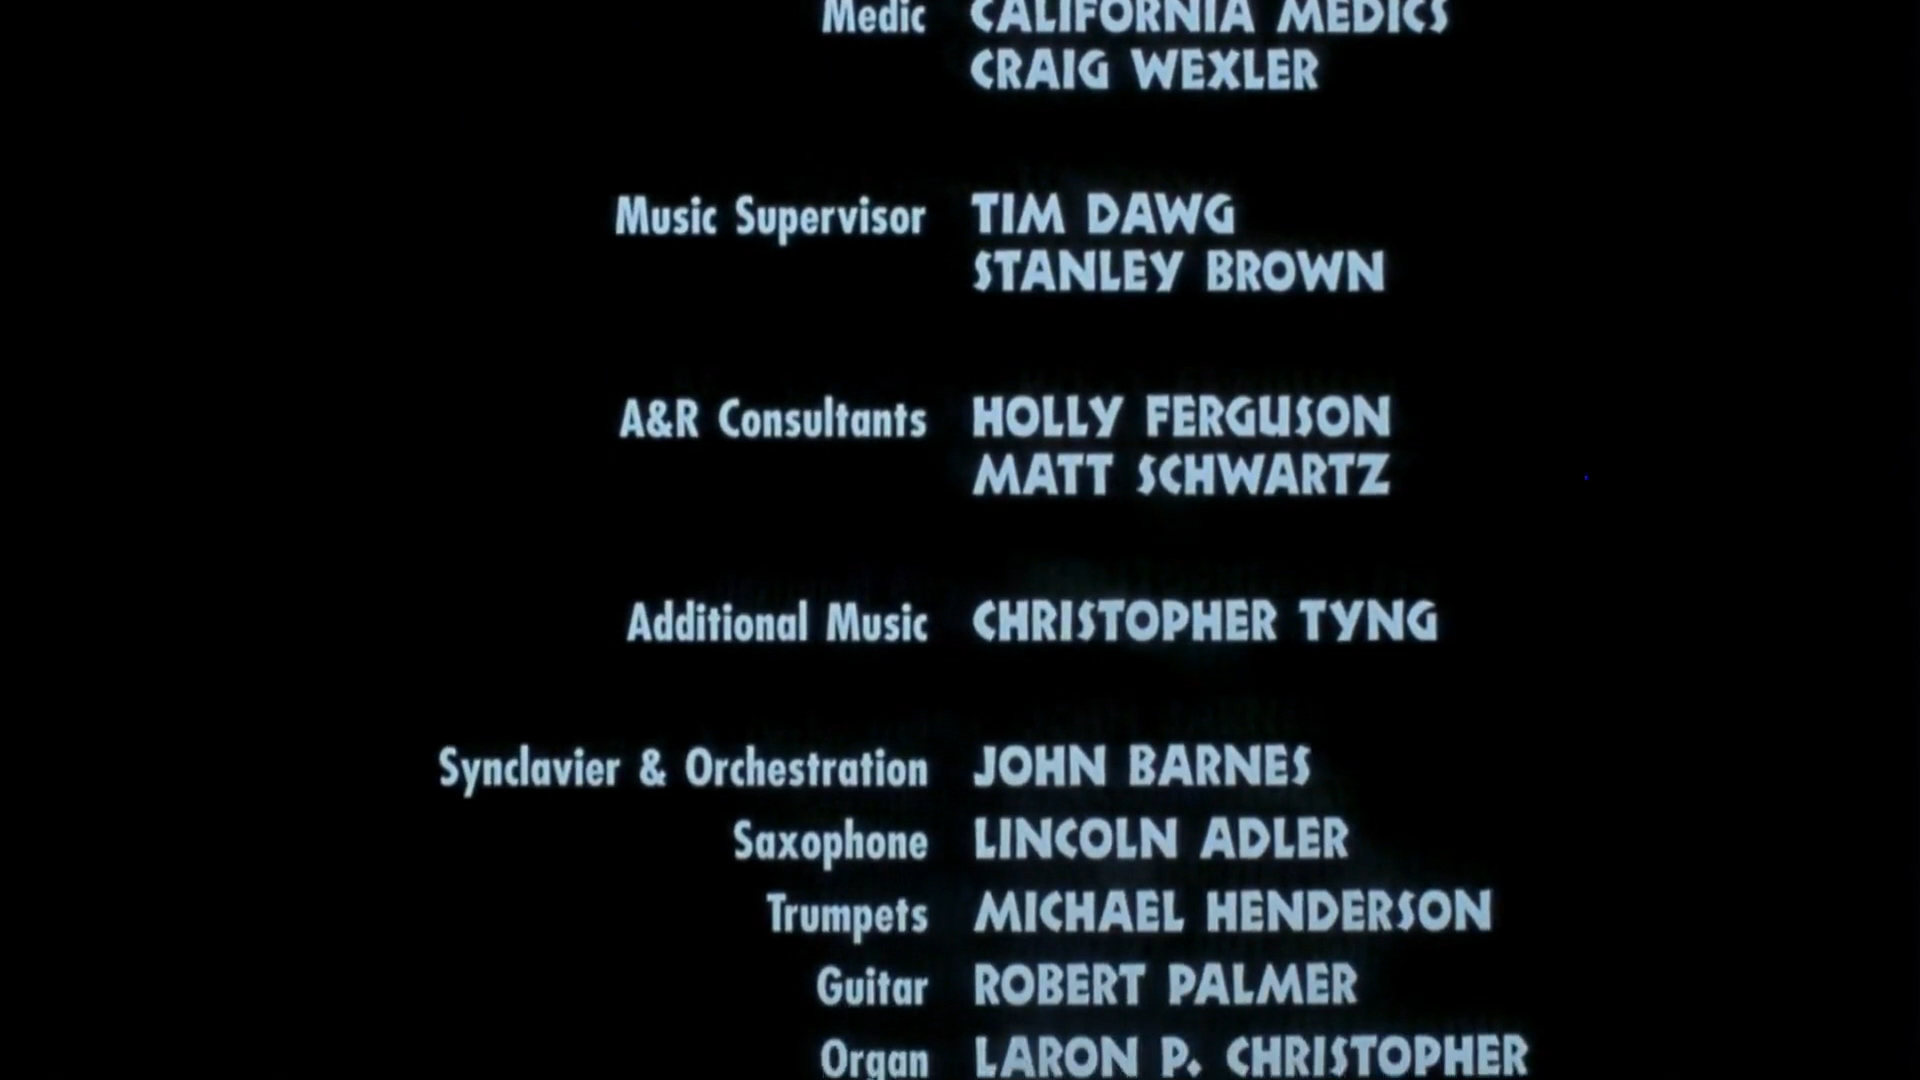 Medic CALIFORNIA MEDICS
CRAIG WEXLER
Music Supervisor TIM DAWG
STANLEY BROWN
A&R Consultants HOLLY FERGUSON
MATT SCHWARTZ
Additional Music CHRISTOPHER TYNG
Synclavier & Orchestration JOHN BARNES
Saxophone LINCOLN ADLER
Trumpets MICHAEL HENDERSON
Guitar ROBERT PALMER
Organ LARON P. CHRISTOPHER